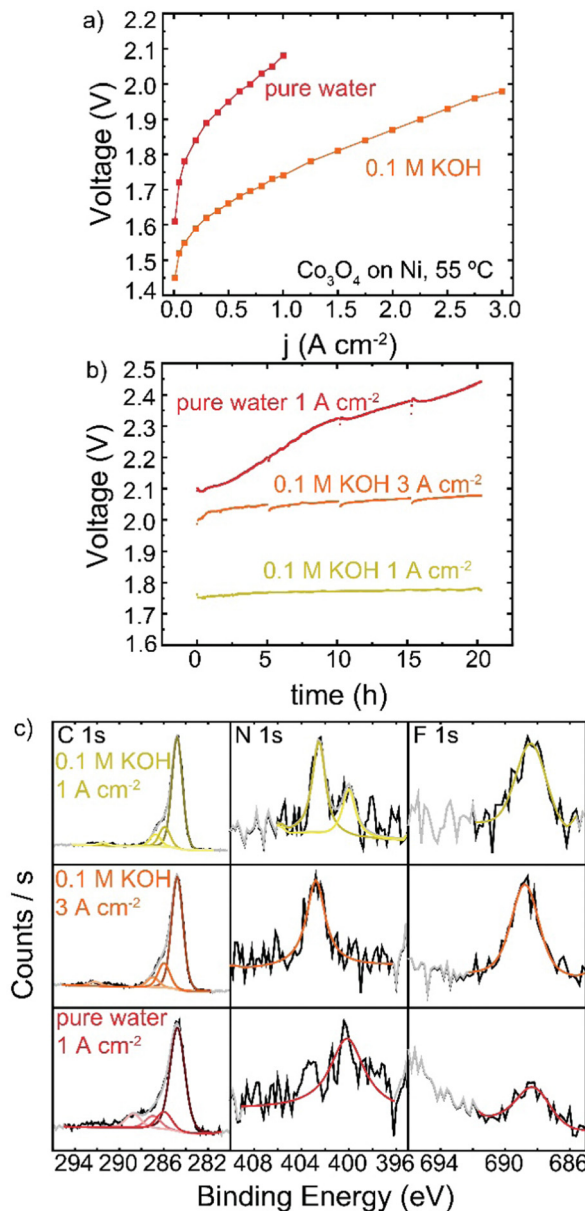 a)
2.2
2.1
2.0
1.9
1.8
1.7
1.6
1.5
1.4
Voltage (V)
pure water
0.1 M KOH
Co₃O₄ on Ni, 55 ºC
0.0 0.5 1.0 1.5 2.0 2.5 3.0
j (A cm⁻²)
b)
2.5
2.4
2.3
2.2
2.1
2.0
1.9
1.8
1.7
1.6
Voltage (V)
pure water 1 A cm⁻²
0.1 M KOH 3 A cm⁻²
0.1 M KOH 1 A cm⁻²
0 5 10 15 20
time (h)
c)
C 1s N 1s F 1s
0.1 M KOH
1 A cm⁻²
0.1 M KOH
3 A cm⁻²
pure water
1 A cm⁻²
Counts / s
294 290 286 282 408 404 400 396 694 690 686
Binding Energy (eV)